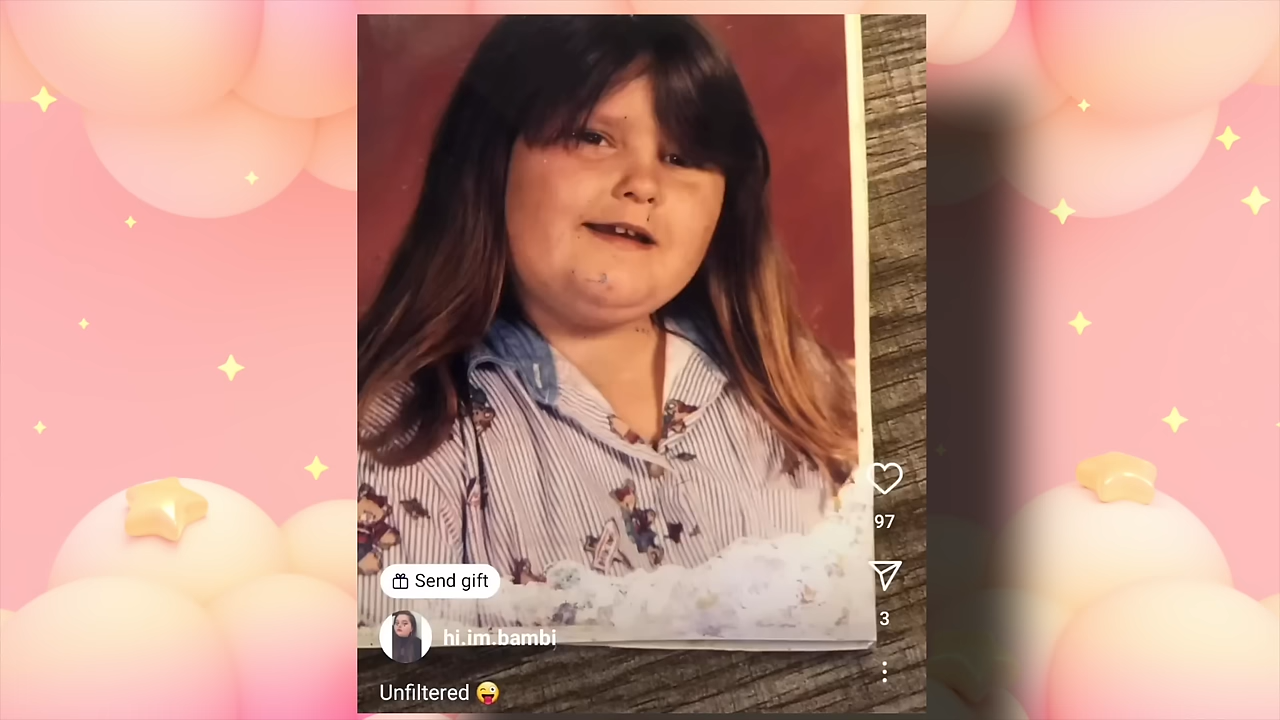 97
Send gift
3
hi.im.bambi
Unfiltered 😜